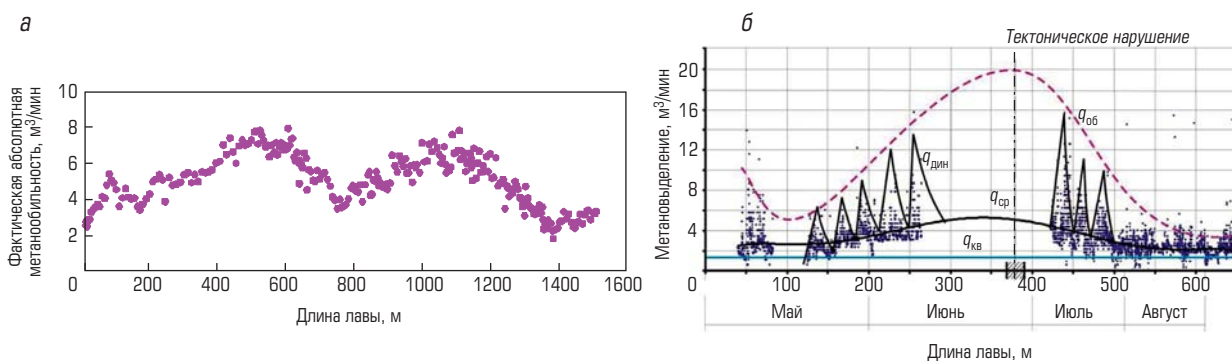 а
Фактическая абсолютная
метанообильность, м³/мин
10
8
6
4
2
0
0 200 400 600 800 1000 1200 1400 1600
Длина лавы, м
б
Тектоническое нарушение
Метановыделение, м³/мин
20
16
12
8
4
0
qоб
qдин
qср
qкв
0 100 200 300 400 500 600
Май Июнь Июль Август
Длина лавы, м